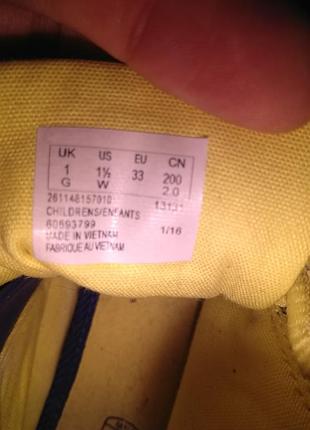 UK US EU CN
1 1½ 33 200
G W 2.0
261148157010 13131
CHILDRENS/ENFANTS
60693799
MADE IN VIETNAM 1/16
FABRIQUE AU VIETNAM